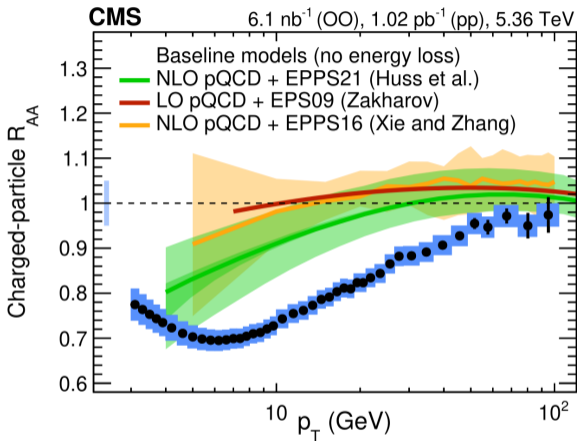 CMS 6.1 nb⁻¹ (OO), 1.02 pb⁻¹ (pp), 5.36 TeV
Baseline models (no energy loss)
NLO pQCD + EPPS21 (Huss et al.)
LO pQCD + EPS09 (Zakharov)
NLO pQCD + EPPS16 (Xie and Zhang)
Charged-particle R_AA
1.3
1.2
1.1
1
0.9
0.8
0.7
0.6
10 10²
p_T (GeV)